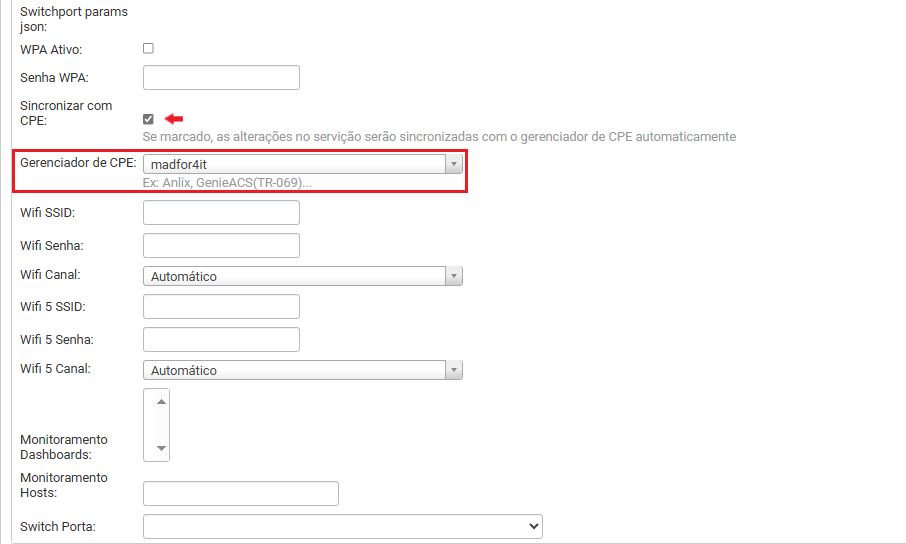 Switchport params
json:
WPA Ativo:
Senha WPA:
Sincronizar com
CPE:
Se marcado, as alterações no servição serão sincronizadas com o gerenciador de CPE automaticamente
Gerenciador de CPE: madfor4it
Ex: Anlix, GenieACS(TR-069)...
Wifi SSID:
Wifi Senha:
Wifi Canal: Automático
Wifi 5 SSID:
Wifi 5 Senha:
Wifi 5 Canal: Automático
Monitoramento
Dashboards:
Monitoramento
Hosts:
Switch Porta: